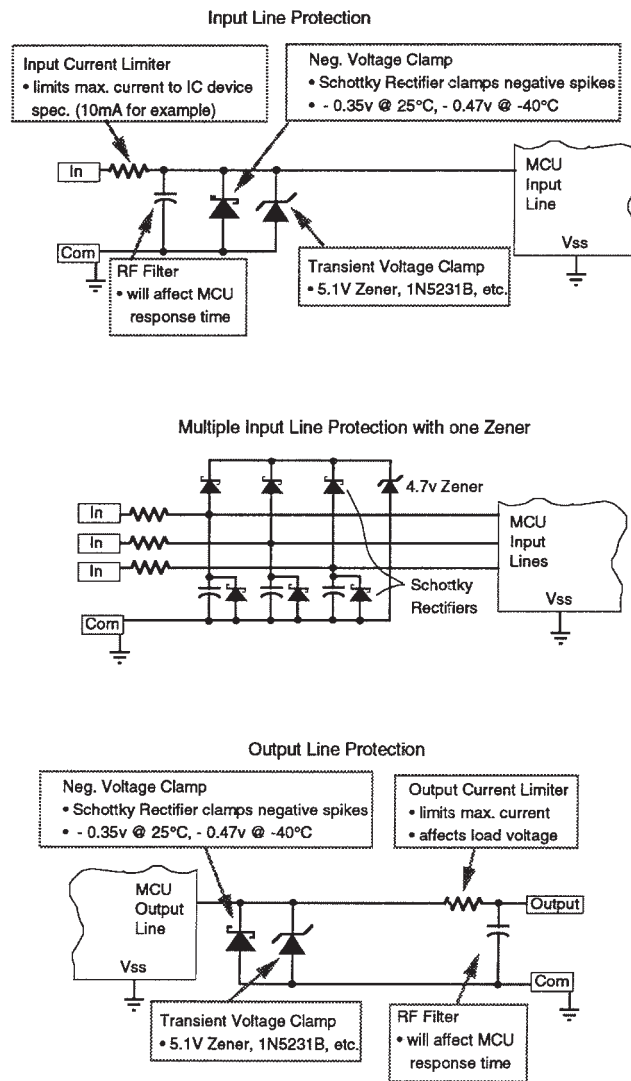 Input Line Protection
Input Current Limiter
• limits max. current to IC device
spec. (10mA for example)
Neg. Voltage Clamp
• Schottky Rectifier clamps negative spikes
• - 0.35v @ 25°C, - 0.47v @ -40°C
In
MCU
Input
Line
Vss
Com
RF Filter
• will affect MCU
response time
Transient Voltage Clamp
• 5.1V Zener, 1N5231B, etc.
Multiple Input Line Protection with one Zener
4.7v Zener
In
In
In
MCU
Input
Lines
Vss
Schottky
Rectifiers
Com
Output Line Protection
Neg. Voltage Clamp
• Schottky Rectifier clamps negative spikes
• - 0.35v @ 25°C, - 0.47v @ -40°C
Output Current Limiter
• limits max. current
• affects load voltage
MCU
Output
Line
Vss
Output
Com
Transient Voltage Clamp
• 5.1V Zener, 1N5231B, etc.
RF Filter
• will affect MCU
response time